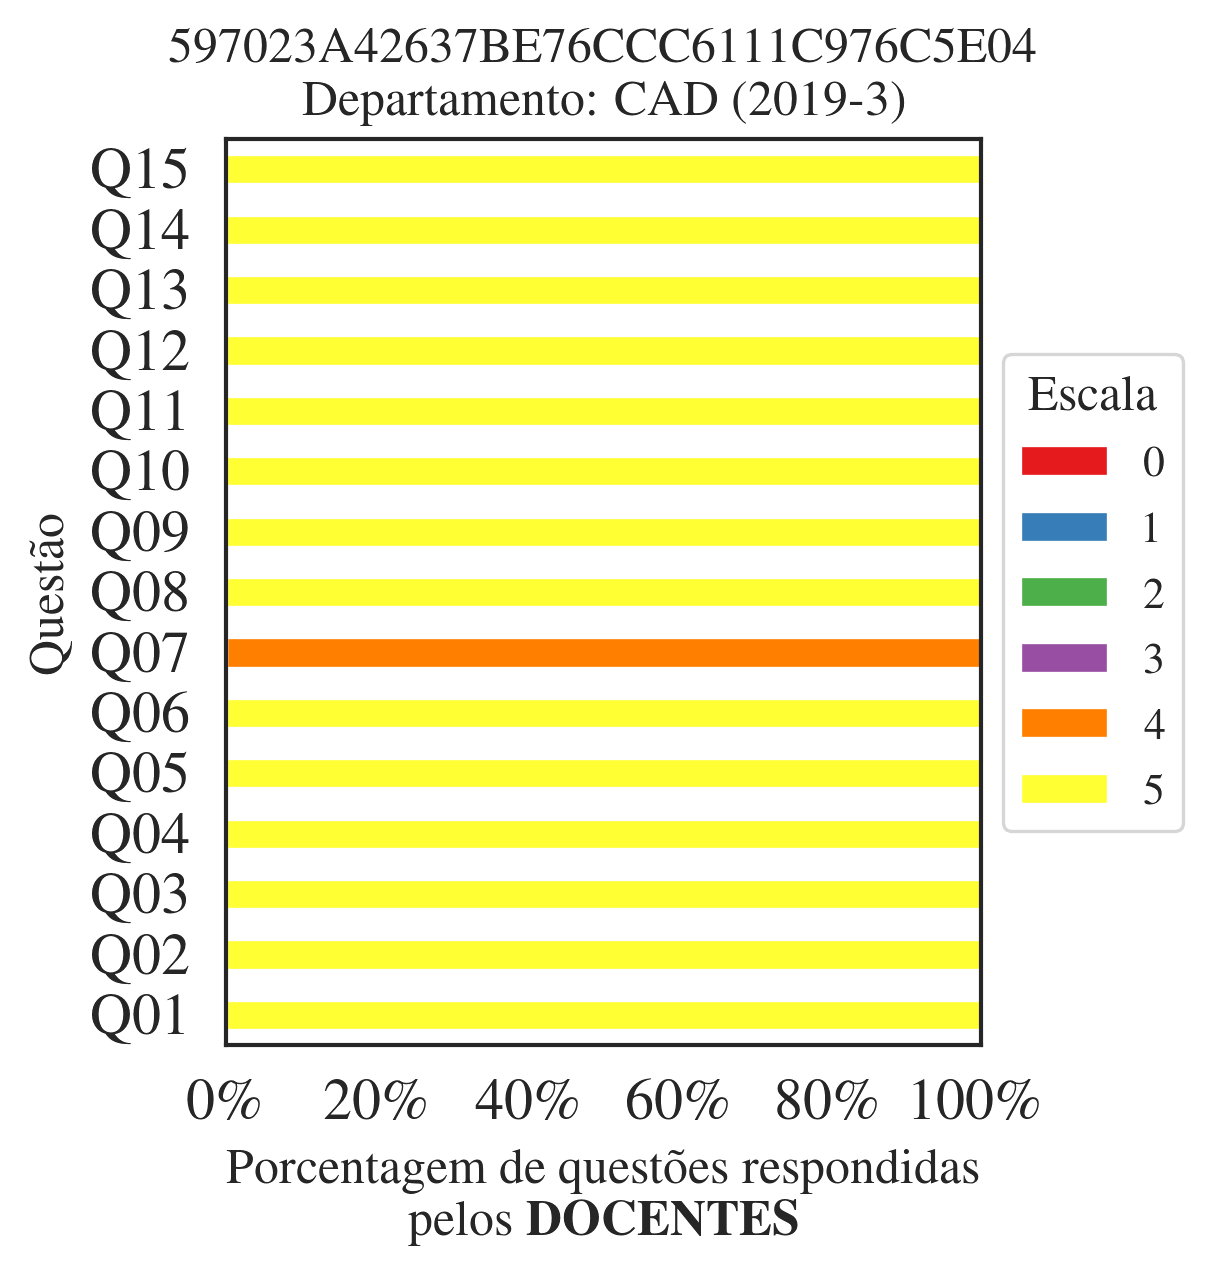 597023A42637BE76CCC6111C976C5E04
Departamento: CAD (2019-3)
Questão
Q15
Q14
Q13
Q12
Q11
Q10
Q09
Q08
Q07
Q06
Q05
Q04
Q03
Q02
Q01
0% 20% 40% 60% 80% 100%
Porcentagem de questões respondidas
pelos DOCENTES
Escala
0
1
2
3
4
5